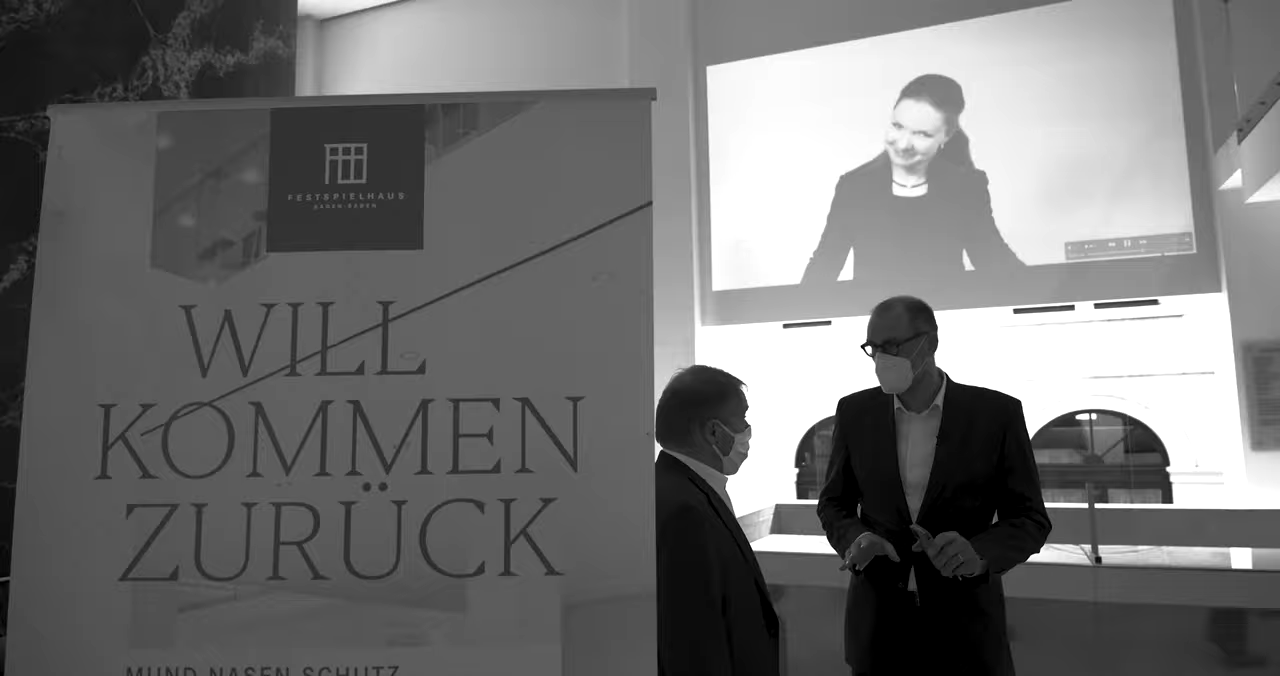 FESTSPIELHAUS
BADEN-BADEN
WILL
KOMMEN
ZURÜCK
MUND NASEN SCHUTZ